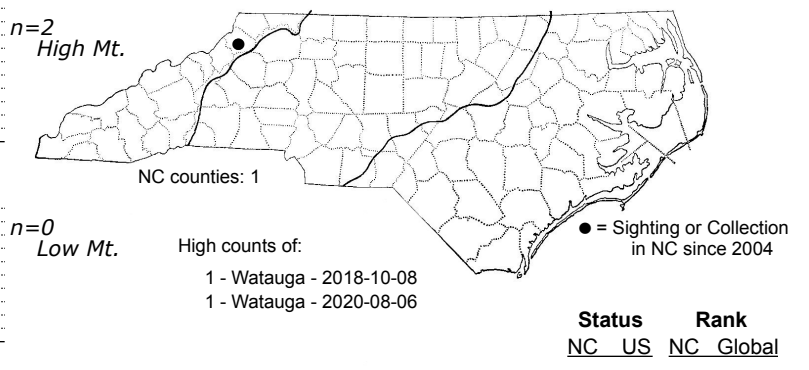 n=2
High Mt.
NC counties: 1
n=0
Low Mt.
High counts of:
1 - Watauga - 2018-10-08
1 - Watauga - 2020-08-06
● = Sighting or Collection
in NC since 2004
Status Rank
NC US NC Global